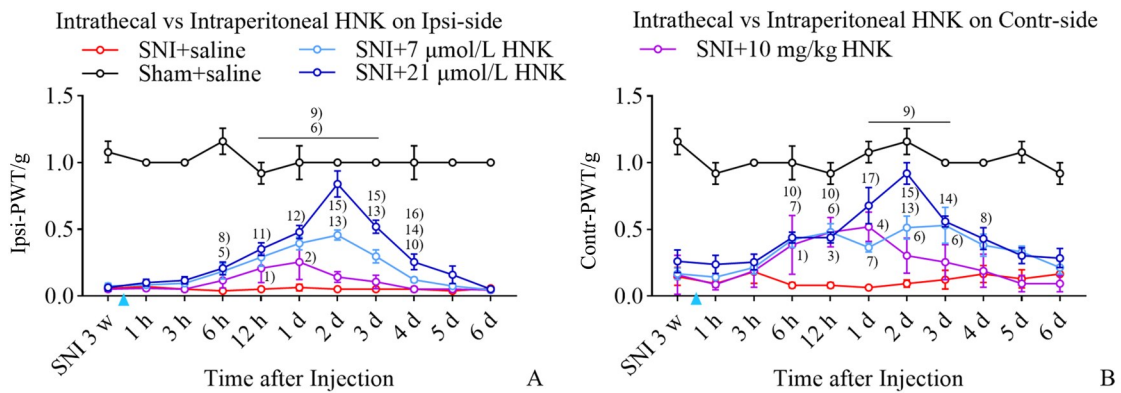 Intrathecal vs Intraperitoneal HNK on Ipsi-side
SNI+saline
SNI+7 μmol/L HNK
Sham+saline
SNI+21 μmol/L HNK
1.5
1.0
0.5
0.0
Ipsi-PWT/g
9)
6)
8)
5)
11)
1)
12)
2)
15)
13)
15)
13)
16)
14)
10)
SNI 3 w
1 h
3 h
6 h
12 h
1 d
2 d
3 d
4 d
5 d
6 d
Time after Injection
A
Intrathecal vs Intraperitoneal HNK on Contr-side
SNI+10 mg/kg HNK
1.5
1.0
0.5
0.0
Contr-PWT/g
9)
10)
7)
1)
10)
6)
3)
17)
4)
7)
15)
13)
6)
14)
6)
8)
SNI 3 w
1 h
3 h
6 h
12 h
1 d
2 d
3 d
4 d
5 d
6 d
Time after Injection
B